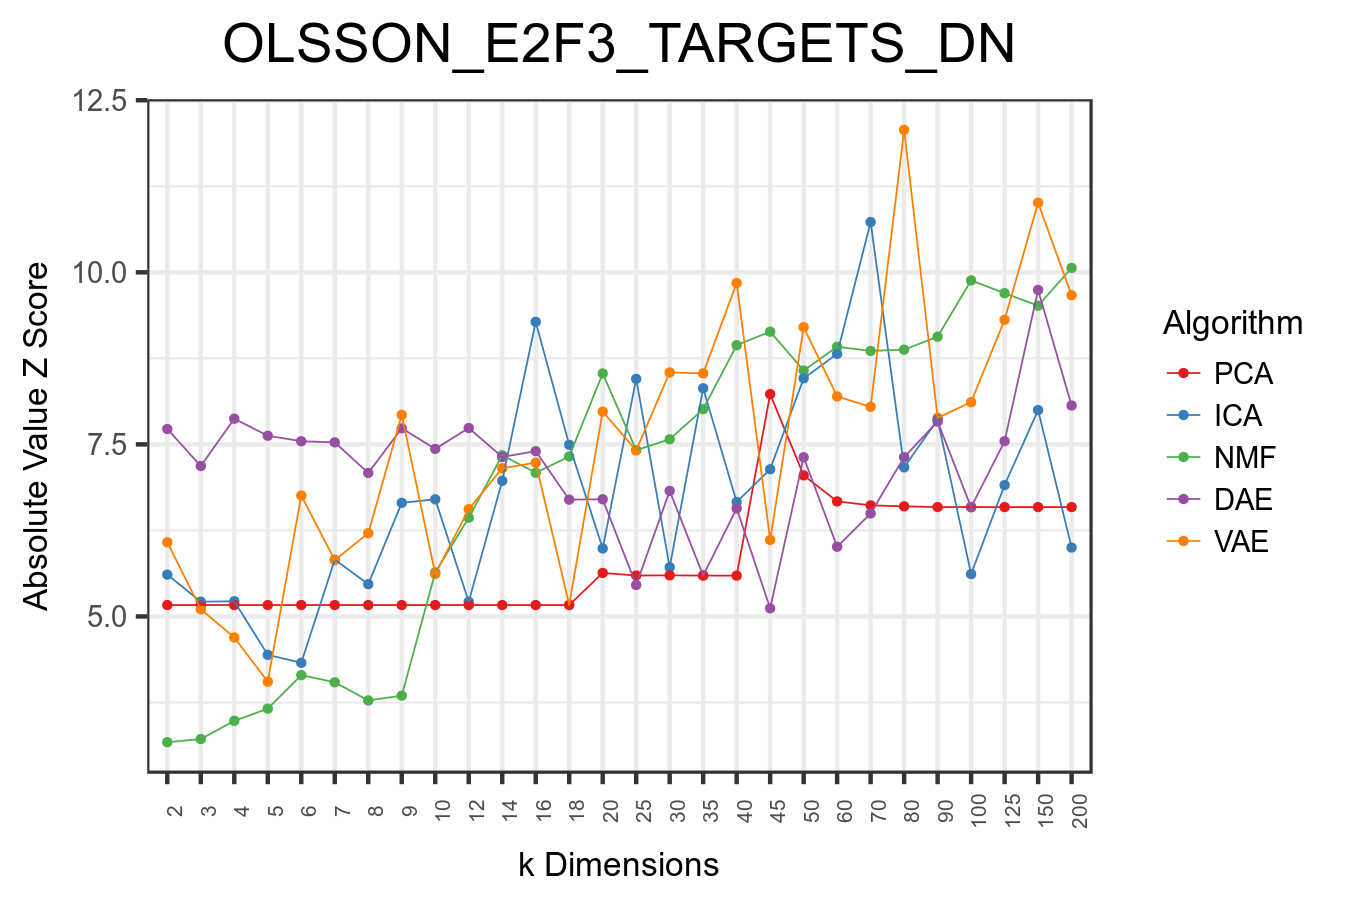 OLSSON_E2F3_TARGETS_DN
12.5
10.0
7.5
5.0
Absolute Value Z Score
2 3 4 5 6 7 8 9 10 12 14 16 18 20 25 30 35 40 45 50 60 70 80 90 100 125 150 200
k Dimensions
Algorithm
PCA
ICA
NMF
DAE
VAE